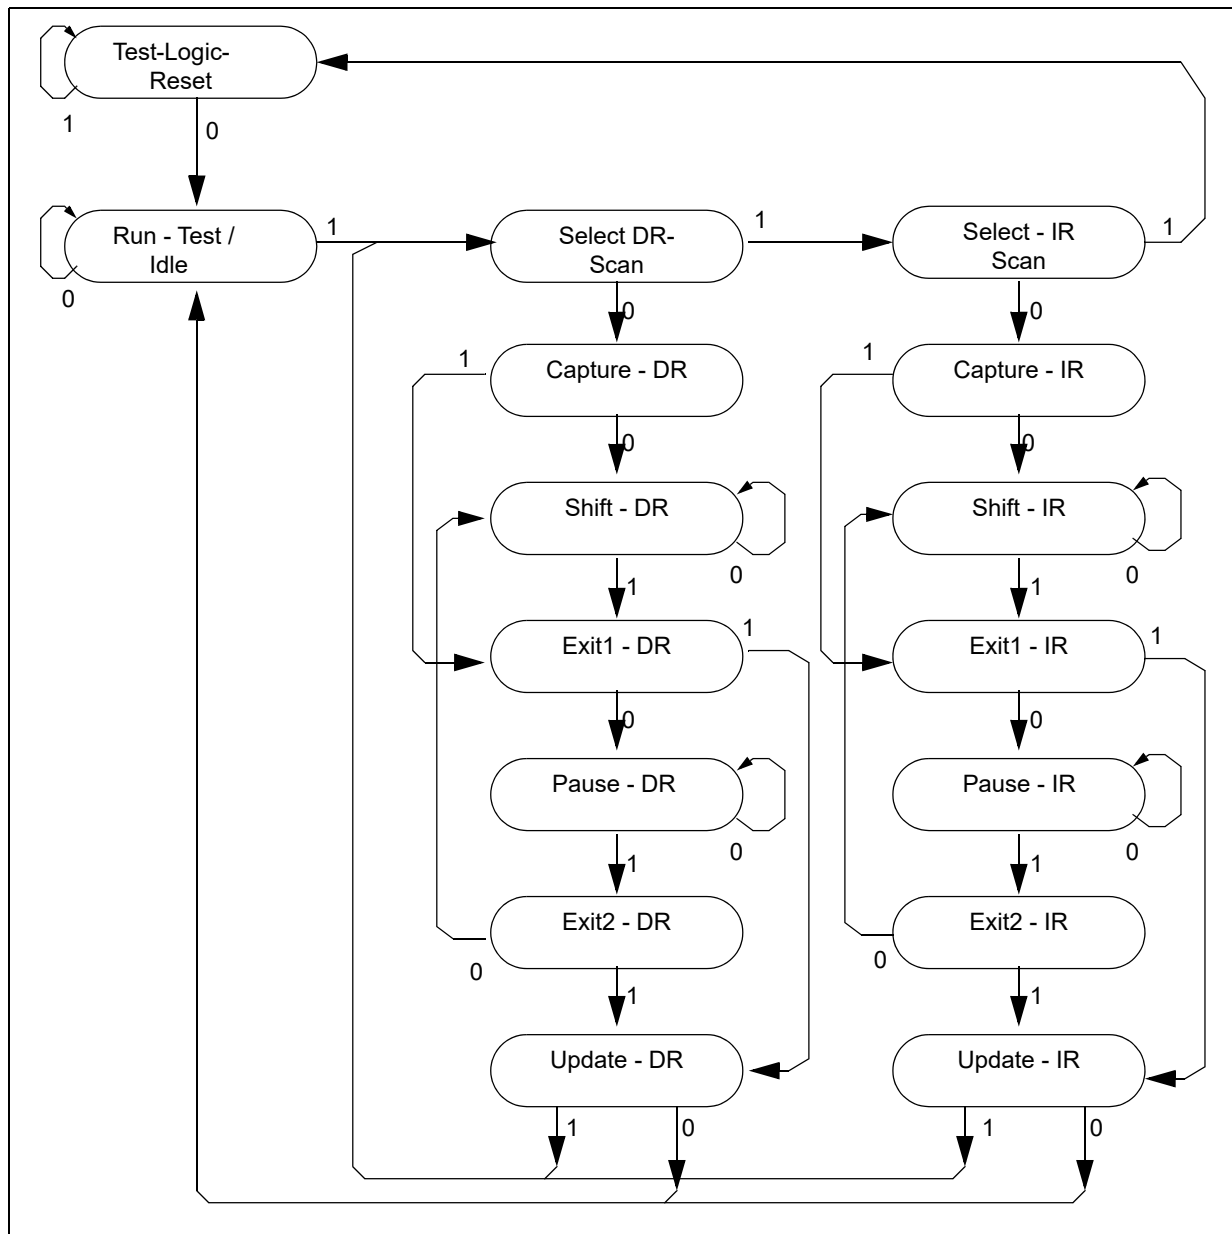 Test-Logic-
Reset
1
0
Run - Test /
Idle
0
1
Select DR-
Scan
1
Select - IR
Scan
1
0
0
1
Capture - DR
1
Capture - IR
0
0
Shift - DR
0
Shift - IR
0
1
1
Exit1 - DR
1
Exit1 - IR
1
0
0
Pause - DR
0
Pause - IR
0
1
1
Exit2 - DR
0
Exit2 - IR
0
1
1
Update - DR
Update - IR
1
0
1
0